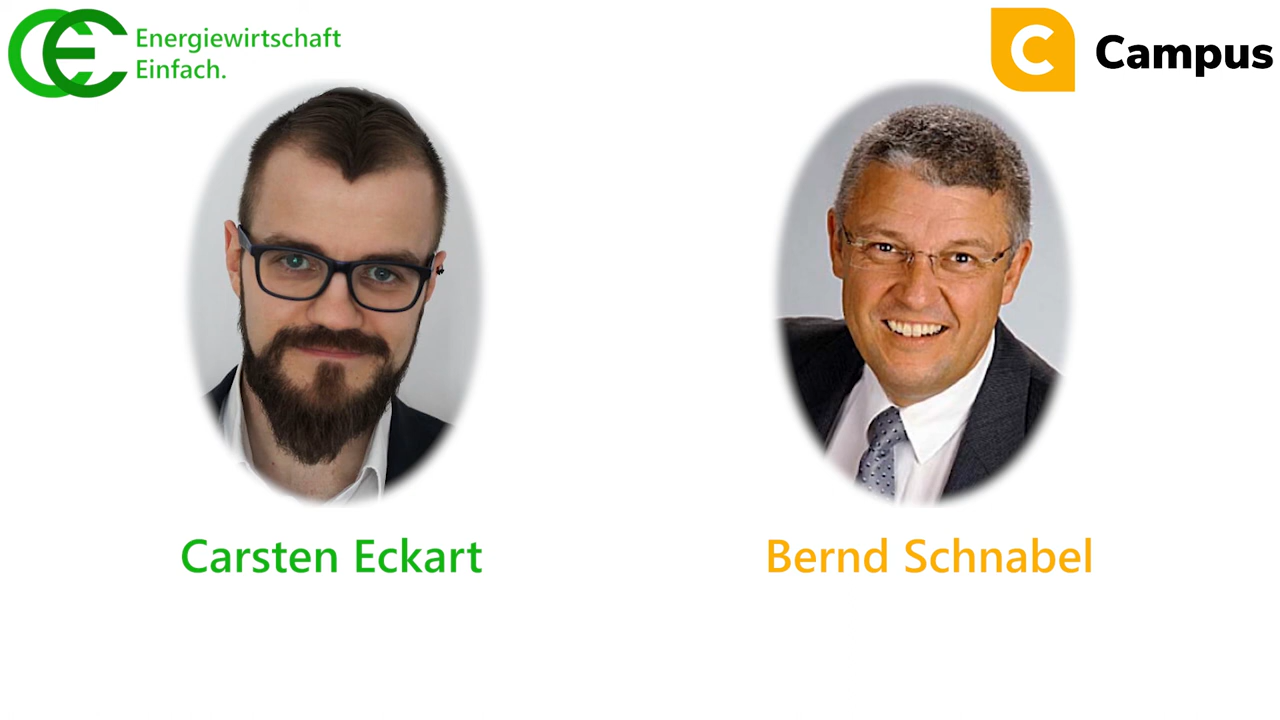 Energiewirtschaft
Einfach.
C Campus
Carsten Eckart
Bernd Schnabel